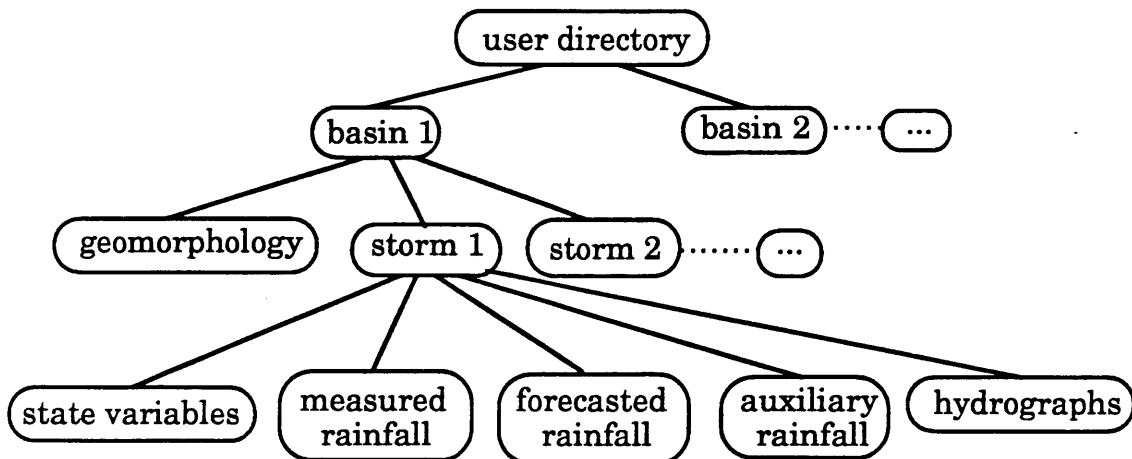 user directory
basin 1
basin 2
...
geomorphology
storm 1
storm 2
...
state variables
measured
rainfall
forecasted
rainfall
auxiliary
rainfall
hydrographs